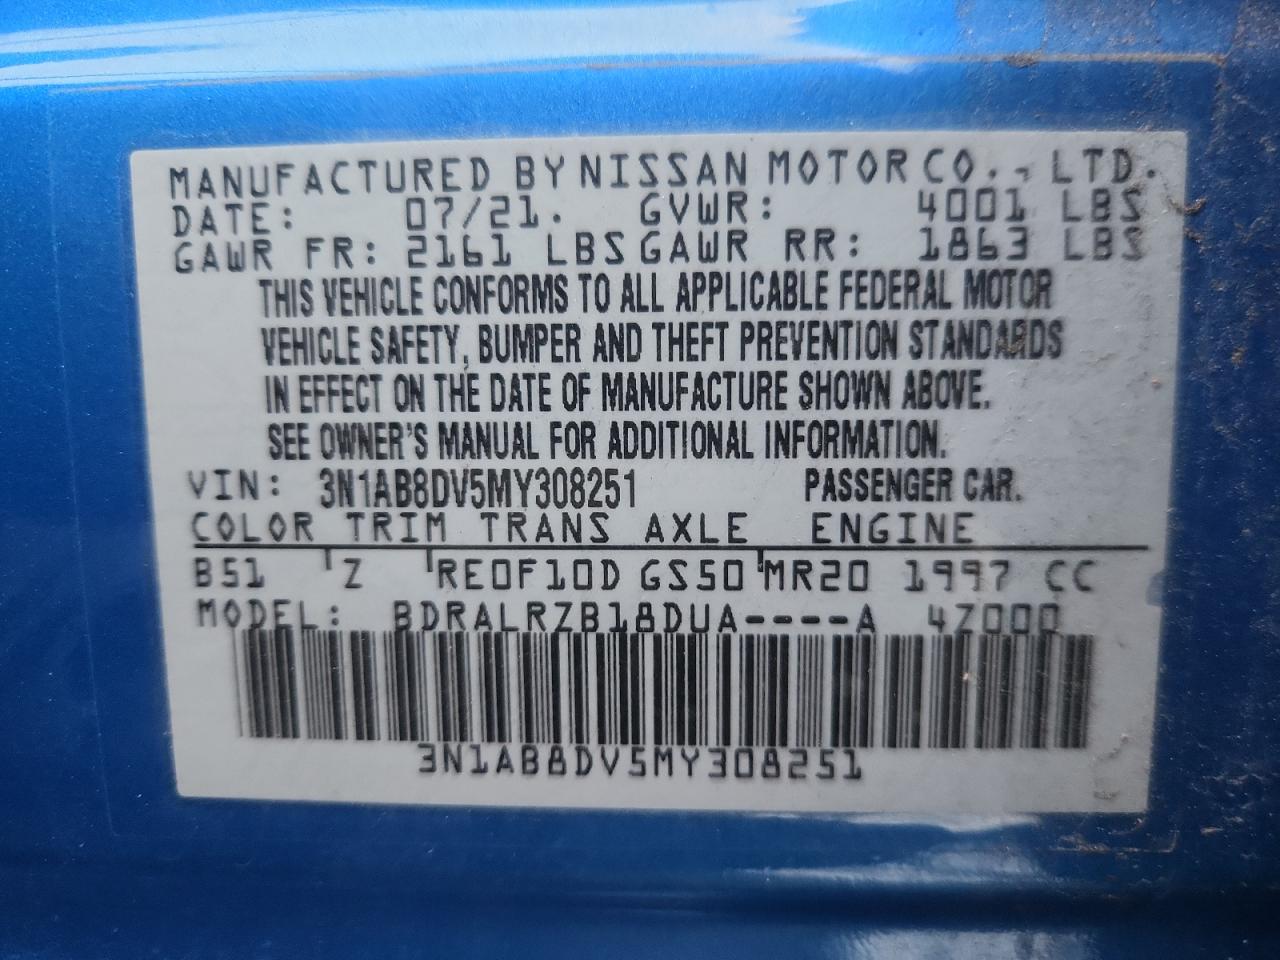 MANUFACTURED BY NISSAN MOTOR CO., LTD.
DATE: 07/21. GVWR: 4001 LBS
GAWR FR: 2161 LBS GAWR RR: 1863 LBS
THIS VEHICLE CONFORMS TO ALL APPLICABLE FEDERAL MOTOR
VEHICLE SAFETY, BUMPER AND THEFT PREVENTION STANDARDS
IN EFFECT ON THE DATE OF MANUFACTURE SHOWN ABOVE.
SEE OWNER'S MANUAL FOR ADDITIONAL INFORMATION.
VIN: 3N1AB8DV5MY308251 PASSENGER CAR.
COLOR TRIM TRANS AXLE ENGINE
B51 Z RE0F10D GS50 MR20 1997 CC
MODEL: BDRALRZB18DUA----A 4Z000
3N1AB8DV5MY308251